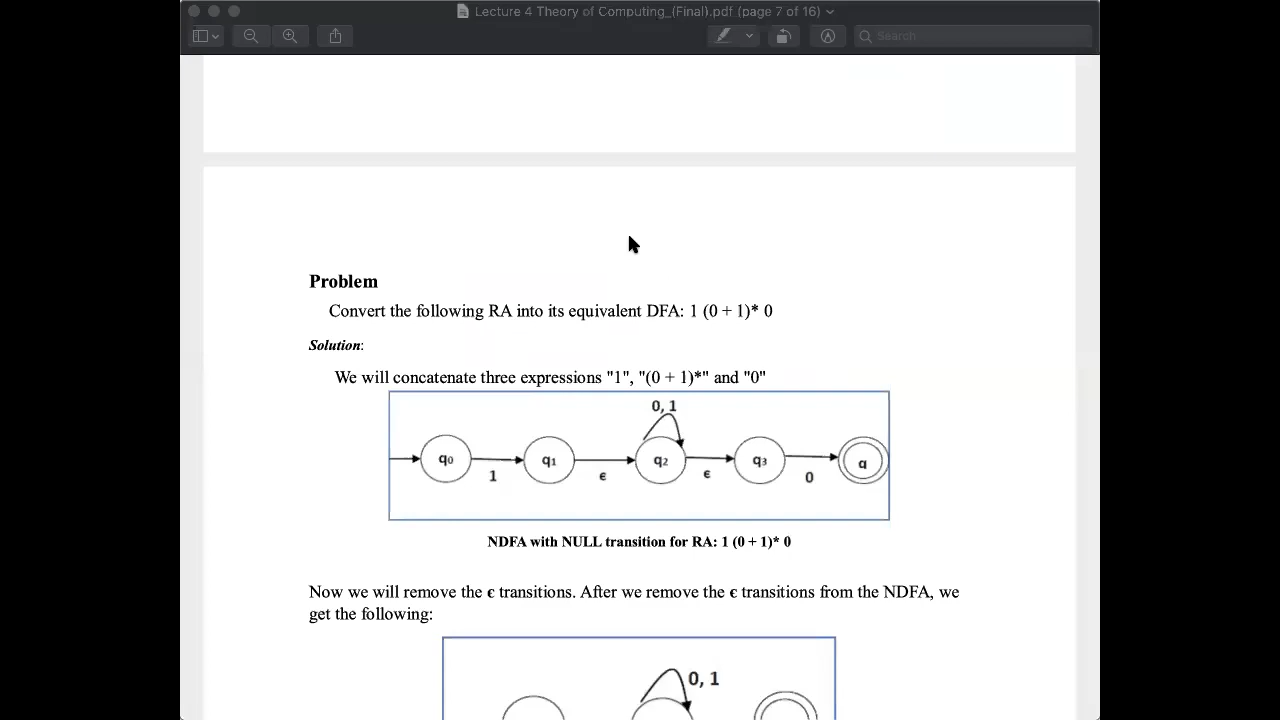 Lecture 4 Theory of Computing_(Final).pdf (page 7 of 16)
Search
Problem
Convert the following RA into its equivalent DFA: 1 (0 + 1)* 0
Solution:
We will concatenate three expressions "1", "(0 + 1)*" and "0"
0, 1
q0 q1 q2 q3 q
1 ϵ ϵ 0
NDFA with NULL transition for RA: 1 (0 + 1)* 0
Now we will remove the ϵ transitions. After we remove the ϵ transitions from the NDFA, we
get the following:
0, 1